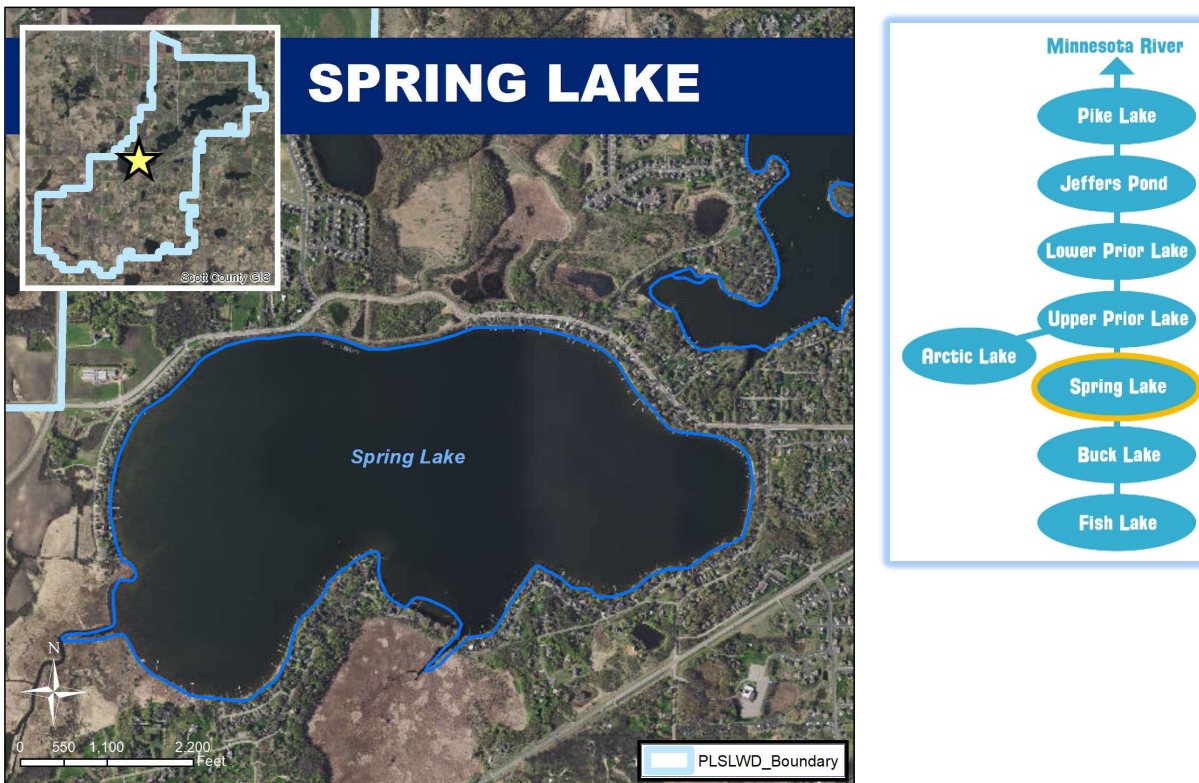 SPRING LAKE
Scott County GIS
Spring Lake
N
0 550 1,100 2,200
Feet
PLSLWD_Boundary
Minnesota River
Pike Lake
Jeffers Pond
Lower Prior Lake
Upper Prior Lake
Arctic Lake
Spring Lake
Buck Lake
Fish Lake